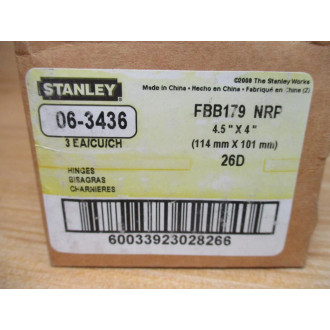 ©2009 The Stanley Works
Made in China • Hecho en China • Fabriqué en Chine (Z)
STANLEY
06-3436
3 EA/CU/CH
FBB179 NRP
4.5" X 4"
(114 mm X 101 mm)
26D
HINGES
BISAGRAS
CHARNIERES
60033923028266